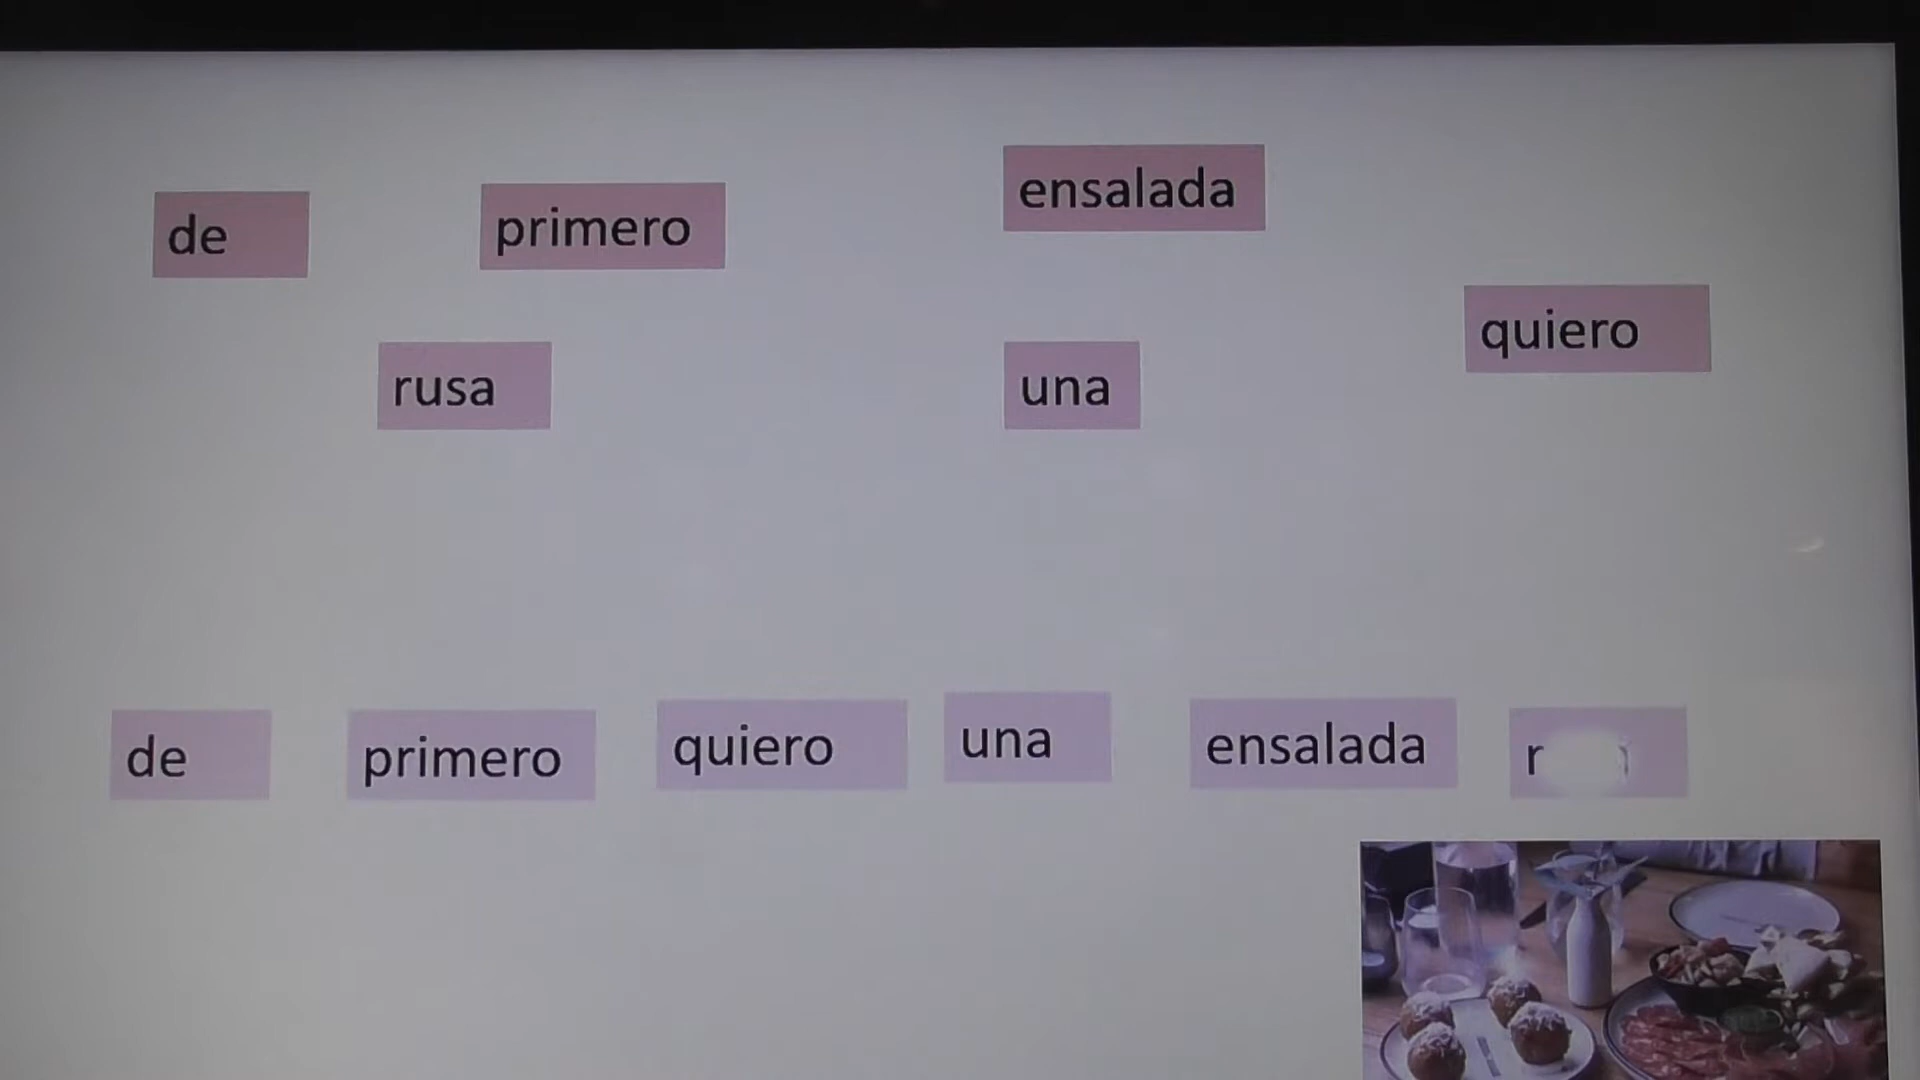 de primero ensalada
quiero
rusa una
de primero quiero una ensalada